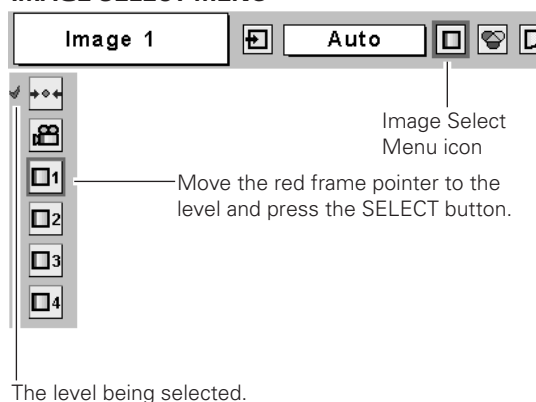 IMAGE SELECT MENU
Image 1
Auto
Image Select
Menu icon
Move the red frame pointer to the
level and press the SELECT button.
1
2
3
4
The level being selected.